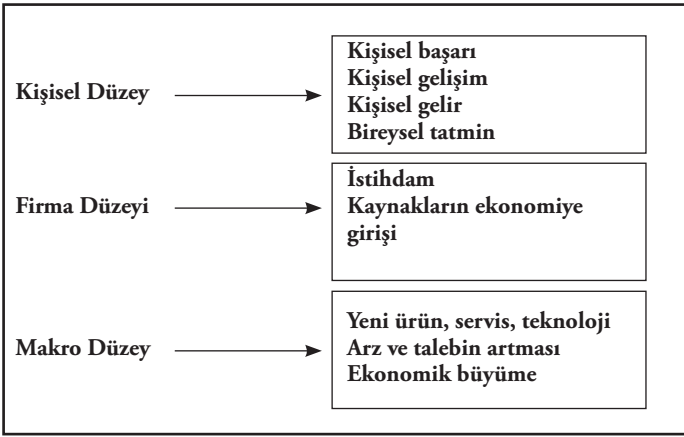 Kişisel Düzey
Kişisel başarı
Kişisel gelişim
Kişisel gelir
Bireysel tatmin
Firma Düzeyi
İstihdam
Kaynakların ekonomiye
girişi
Makro Düzey
Yeni ürün, servis, teknoloji
Arz ve talebin artması
Ekonomik büyüme